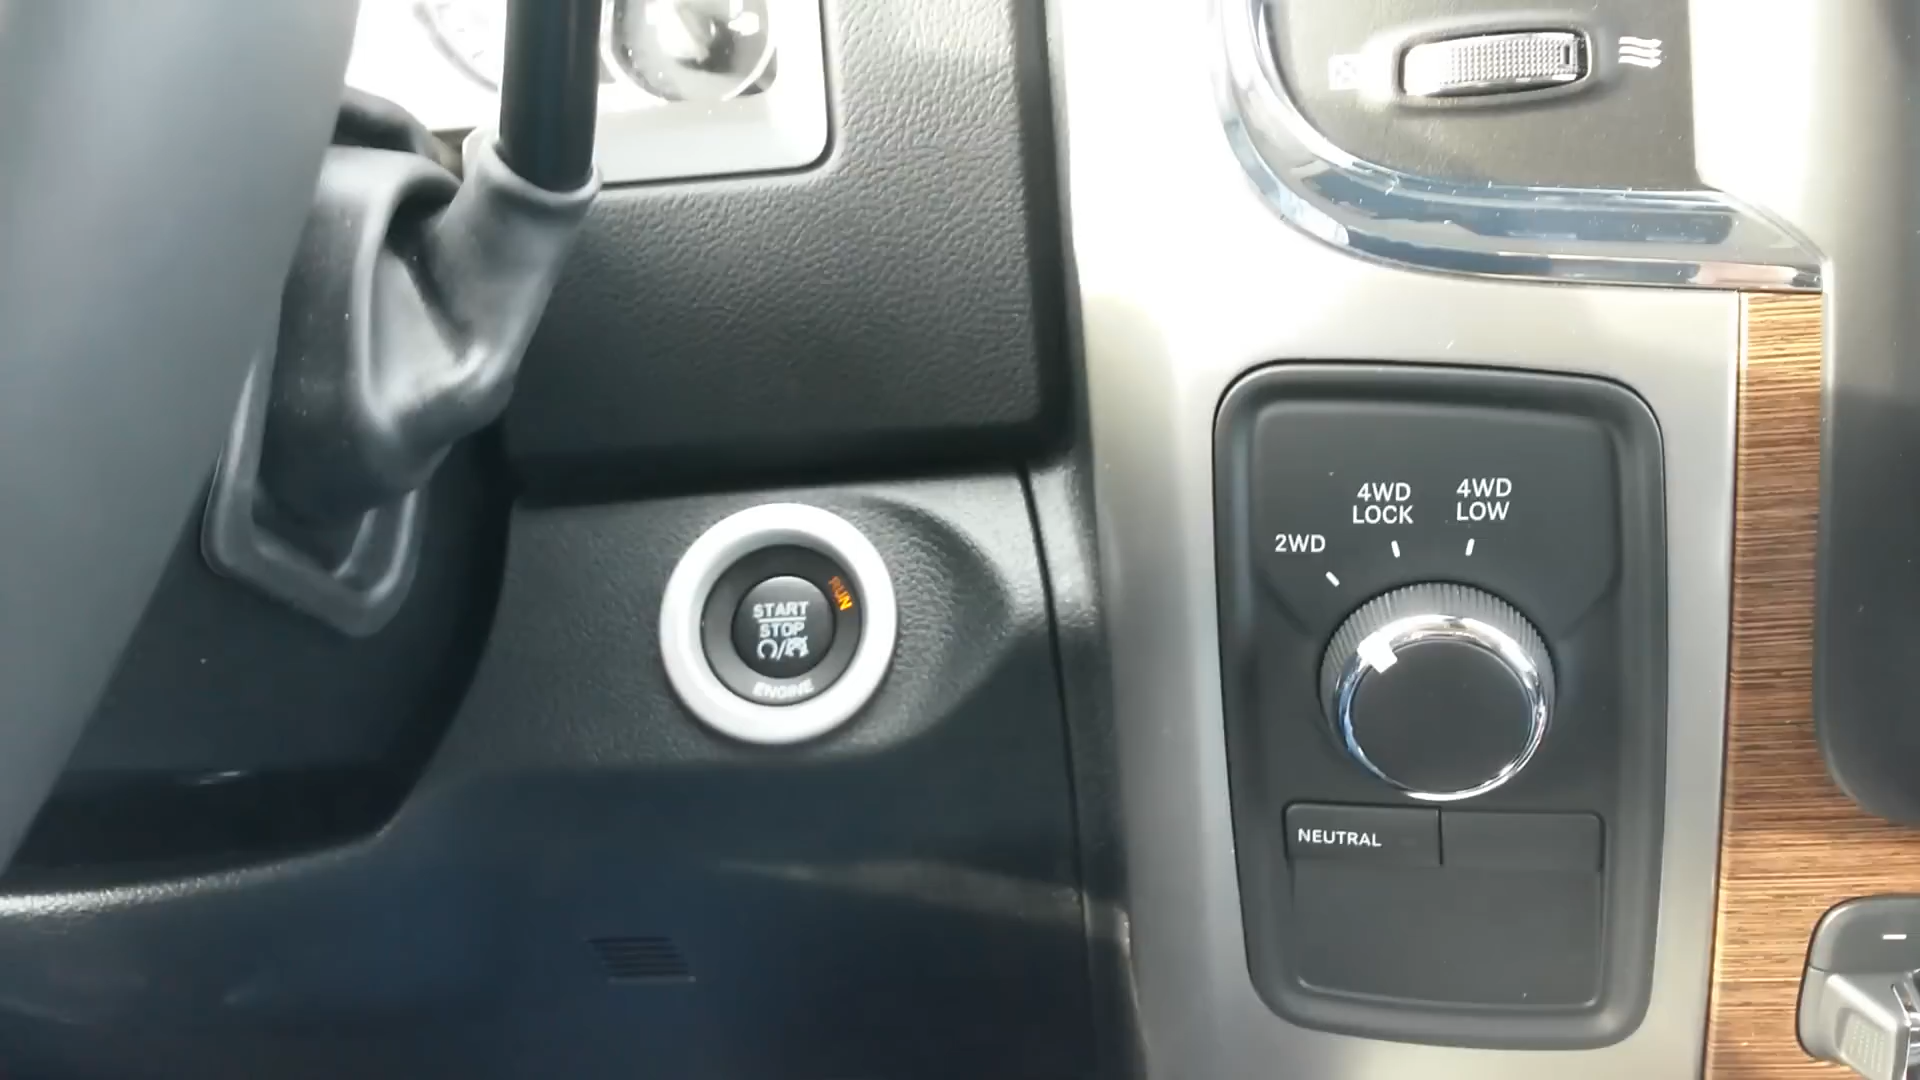 RUN
START
STOP
ENGINE
2WD
4WD
LOCK
4WD
LOW
NEUTRAL